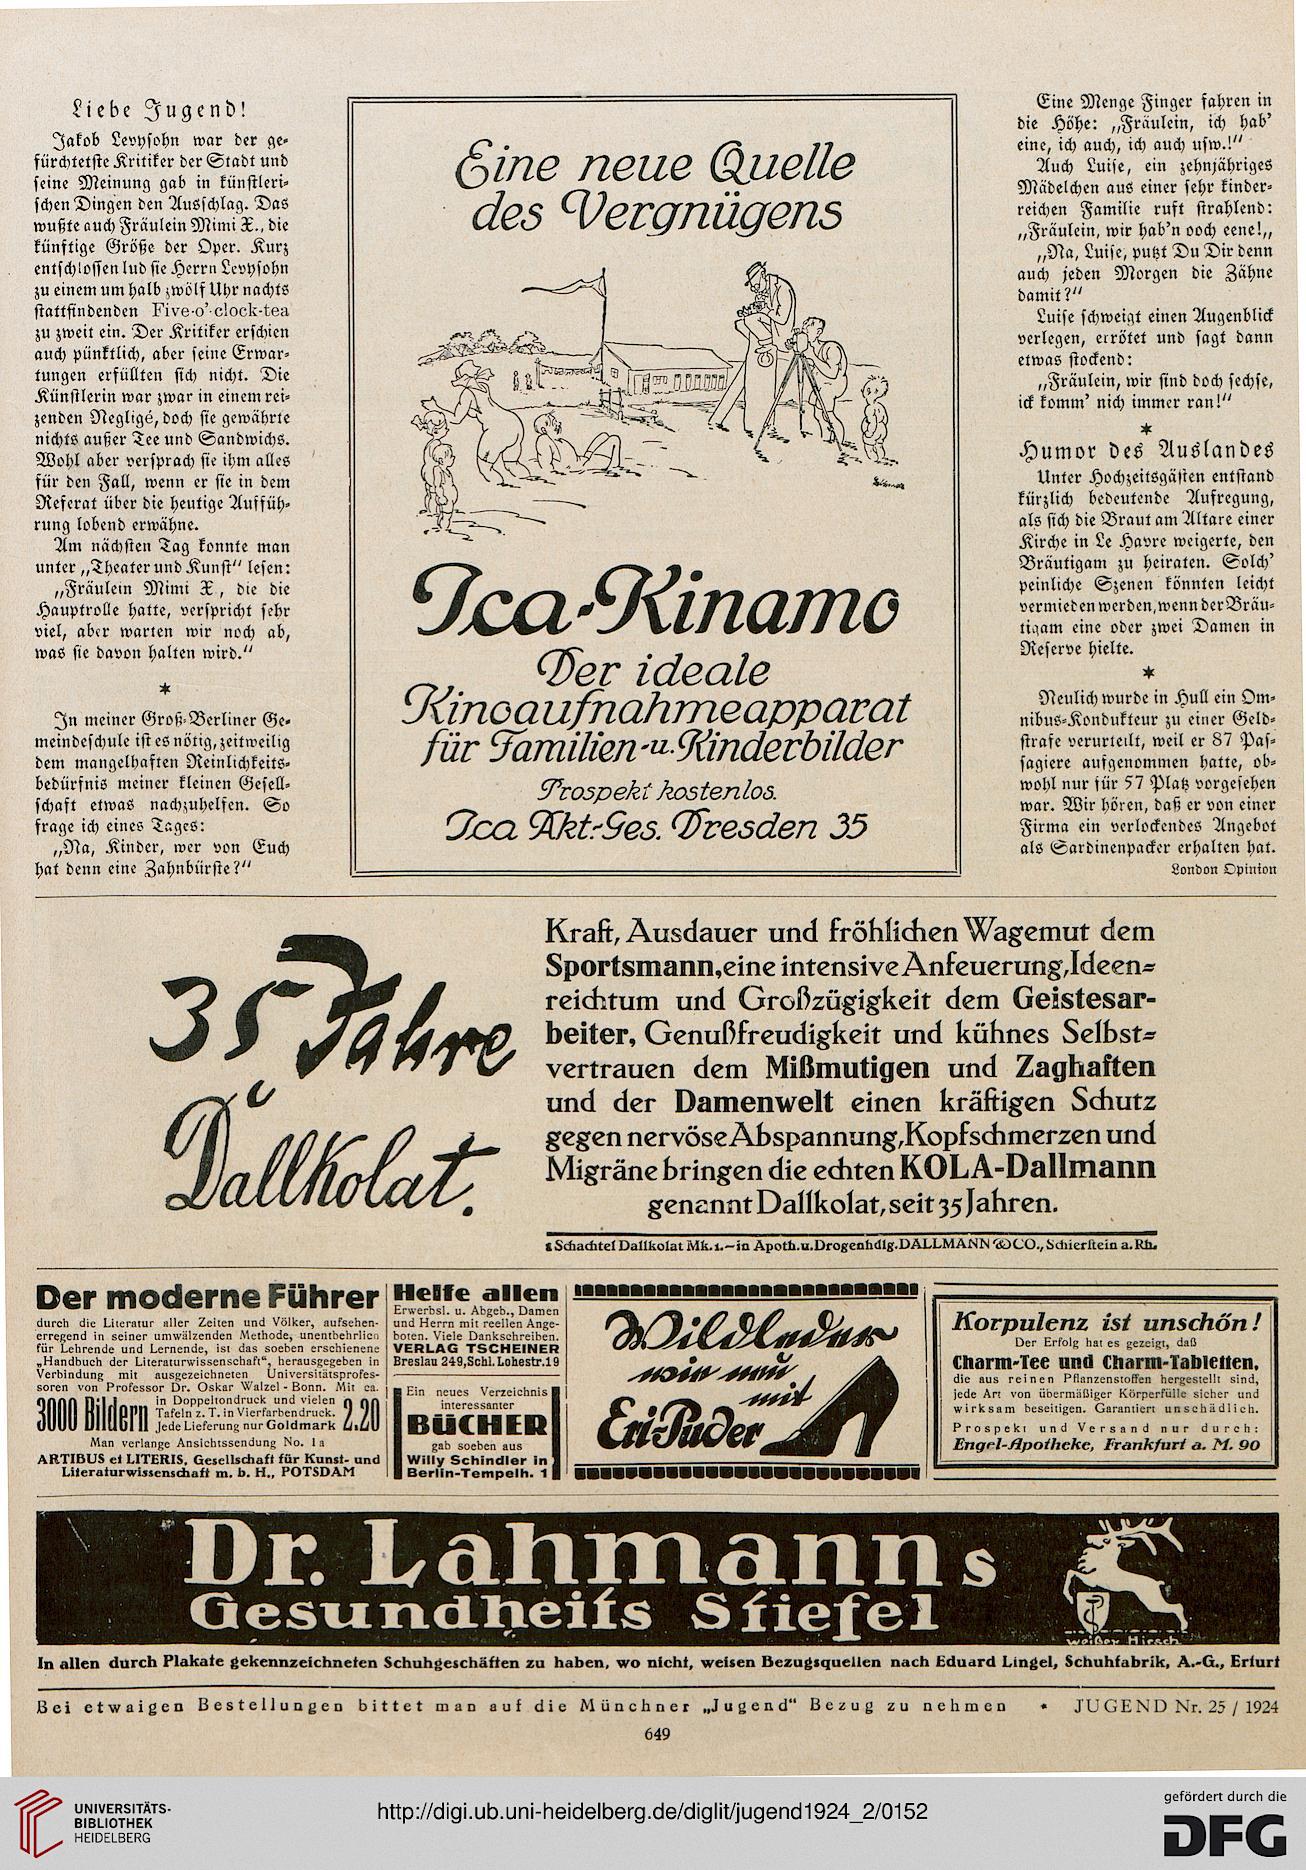 Liebe Jugend!
Jakob Levysohn war der ge-
fürchtetste Kritiker der Stadt und
seine Meinung gab in künstleri-
schen Dingen den Ausschlag. Das
wußte auch Fräulein Mimi X., die
künftige Größe der Oper. Kurz
entschlossen lud sie Herrn Levysohn
zu einem um halb zwölf Uhr nachts
stattfindenden Five-o'-clock-tea
zu zweit ein. Der Kritiker erschien
auch pünktlich, aber seine Erwar-
tungen erfüllten sich nicht. Die
Künstlerin war zwar in einem rei-
zenden Negligé, doch sie gewährte
nichts außer Tee und Sandwichs.
Wohl aber versprach sie ihm alles
für den Fall, wenn er sie in dem
Referat über die heutige Auffüh-
rung lobend erwähne.
Am nächsten Tag konnte man
unter „Theater und Kunst" lesen:
„Fräulein Mimi X, die die
Hauptrolle hatte, verspricht sehr
viel, aber warten wir noch ab,
was sie davon halten wird."
*
In meiner Groß-Berliner Ge-
meindeschule ist es nötig, zeitweilig
dem mangelhaften Reinlichkeits-
bedürfnis meiner kleinen Gesell-
schaft etwas nachzuhelfen. So
frage ich eines Tages:
„Na, Kinder, wer von Euch
hat denn eine Zahnbürste?"
Eine neue Quelle
des Vergnügens
Ica-Kinamo
Der ideale
Kinoaufnahmeapparat
für Familien-u. Kinderbilder
Prospekt kostenlos.
Ica Akt.-Ges. Dresden 35
Eine Menge Finger fahren in
die Höhe: „Fräulein, ich hab'
eine, ich auch, ich auch usw.!"
Auch Luise, ein zehnjähriges
Mädelchen aus einer sehr kinder-
reichen Familie ruft strahlend:
„Fräulein, wir hab'n ooch eene!„
„Na, Luise, putzt Du Dir denn
auch jeden Morgen die Zähne
damit?"
Luise schweigt einen Augenblick
verlegen, errötet und sagt dann
etwas stockend:
„Fräulein, wir sind doch sechse,
ick komm' nich immer ran!"
*
Humor des Auslandes
Unter Hochzeitsgästen entstand
kürzlich bedeutende Aufregung,
als sich die Braut am Altare einer
Kirche in Le Havre weigerte, den
Bräutigam zu heiraten. Solch'
peinliche Szenen könnten leicht
vermieden werden, wenn der Bräu-
tigam eine oder zwei Damen in
Reserve hielte.
*
Neulich wurde in Hull ein Om-
nibus-Kondukteur zu einer Geld-
strafe verurteilt, weil er 87 Pas-
sagiere aufgenommen hatte, ob-
wohl nur für 57 Platz vorgesehen
war. Wir hören, daß er von einer
Firma ein verlockendes Angebot
als Sardinenpacker erhalten hat.
London Opinion
35 Jahre
Dallkolat.
Kraft, Ausdauer und fröhlichen Wagemut dem
Sportsmann, eine intensive Anfeuerung, Ideen-
reichtum und Großzügigkeit dem Geistesar-
beiter, Genußfreudigkeit und kühnes Selbst-
vertrauen dem Mißmutigen und Zaghaften
und der Damenwelt einen kräftigen Schutz
gegen nervöse Abspannung, Kopfschmerzen und
Migräne bringen die echten KOLA-Dallmann
genannt Dallkolat, seit 35 Jahren.
1 Schachtel Dallkolat Mk. 1.— in Apoth. u. Drogenhdlg. DALLMANN & CO., Schierstein a. Rh.
Der moderne Führer
durch die Literatur aller Zeiten und Völker, aufsehen-
erregend in seiner umwälzenden Methode, unentbehrlich
für Lehrende und Lernende, ist das soeben erschienene
„Handbuch der Literaturwissenschaft", herausgegeben in
Verbindung mit ausgezeichneten Universitätsprofes-
soren von Professor Dr. Oskar Walzel - Bonn. Mit ca.
3000 Bildern in Doppeltondruck und vielen
Tafeln z. T. in Vierfarbendruck.
Jede Lieferung nur Goldmark 2.20
Man verlange Ansichtssendung No. 1a
ARTIBUS et LITERIS, Gesellschaft für Kunst- und
Literaturwissenschaft m. b. H., POTSDAM
Helfe allen
Erwerbsl. u. Abgeb., Damen
und Herrn mit reellen Ange-
boten. Viele Dankschreiben.
VERLAG TSCHEINER
Breslau 249, Schl. Lohestr. 19
Ein neues Verzeichnis
interessanter
BÜCHER
gab soeben aus
Willy Schindler in
Berlin-Tempelh. 1
Wildleder
wie neu
mit
Eri-Puder
Korpulenz ist unschön!
Der Erfolg hat es gezeigt, daß
Charm-Tee und Charm-Tabletten,
die aus reinen Pflanzenstoffen hergestellt sind,
jede Art von übermäßiger Körperfülle sicher und
wirksam beseitigen. Garantiert unschädlich.
Prospekt und Versand nur durch:
Engel-Apotheke, Frankfurt a. M. 90
Dr. Lahmanns
Gesundheits Stiefel
weißer Hirsch
In allen durch Plakate gekennzeichneten Schuhgeschäften zu haben, wo nicht, weisen Bezugsquellen nach Eduard Lingel, Schuhfabrik, A.-G., Erfurt
Bei etwaigen Bestellungen bittet man auf die Münchner „Jugend" Bezug zu nehmen * JUGEND Nr. 25 / 1924
649
UNIVERSITÄTS-
BIBLIOTHEK
HEIDELBERG
http://digi.ub.uni-heidelberg.de/diglit/jugend1924_2/0152
gefördert durch die
DFG